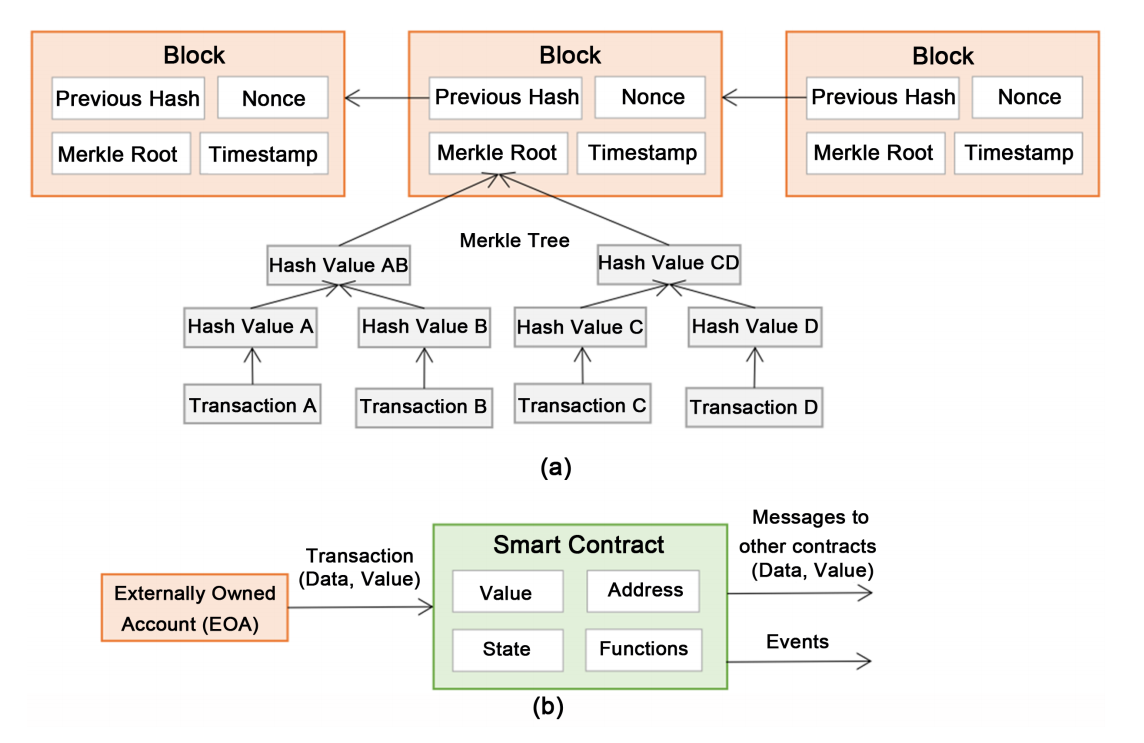 Block
Previous Hash
Nonce
Merkle Root
Timestamp
Block
Previous Hash
Nonce
Merkle Root
Timestamp
Block
Previous Hash
Nonce
Merkle Root
Timestamp
Merkle Tree
Hash Value AB
Hash Value CD
Hash Value A
Hash Value B
Hash Value C
Hash Value D
Transaction A
Transaction B
Transaction C
Transaction D
(a)
Externally Owned
Account (EOA)
Transaction
(Data, Value)
Smart Contract
Value
Address
State
Functions
Messages to
other contracts
(Data, Value)
Events
(b)